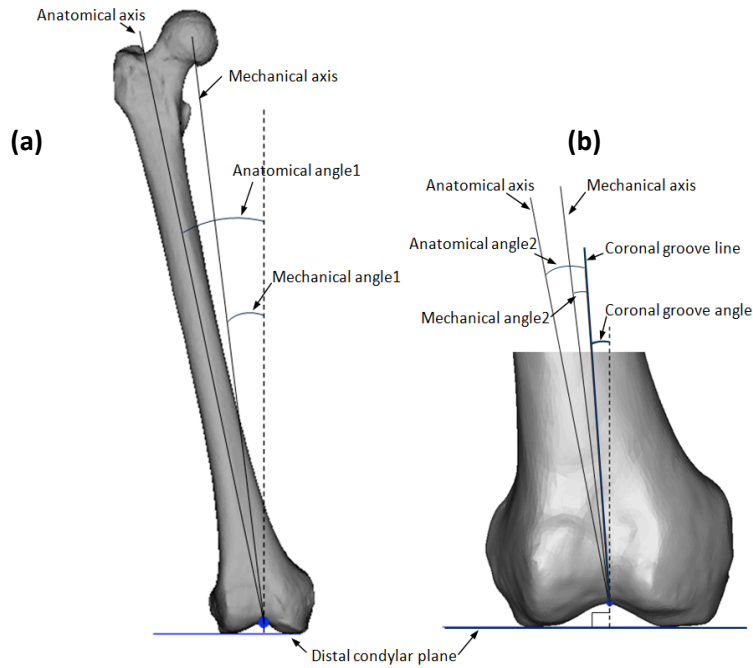 Anatomical axis
Mechanical axis
(a)
Anatomical angle1
Mechanical angle1
(b)
Anatomical axis
Mechanical axis
Anatomical angle2
Coronal groove line
Mechanical angle2
Coronal groove angle
Distal condylar plane